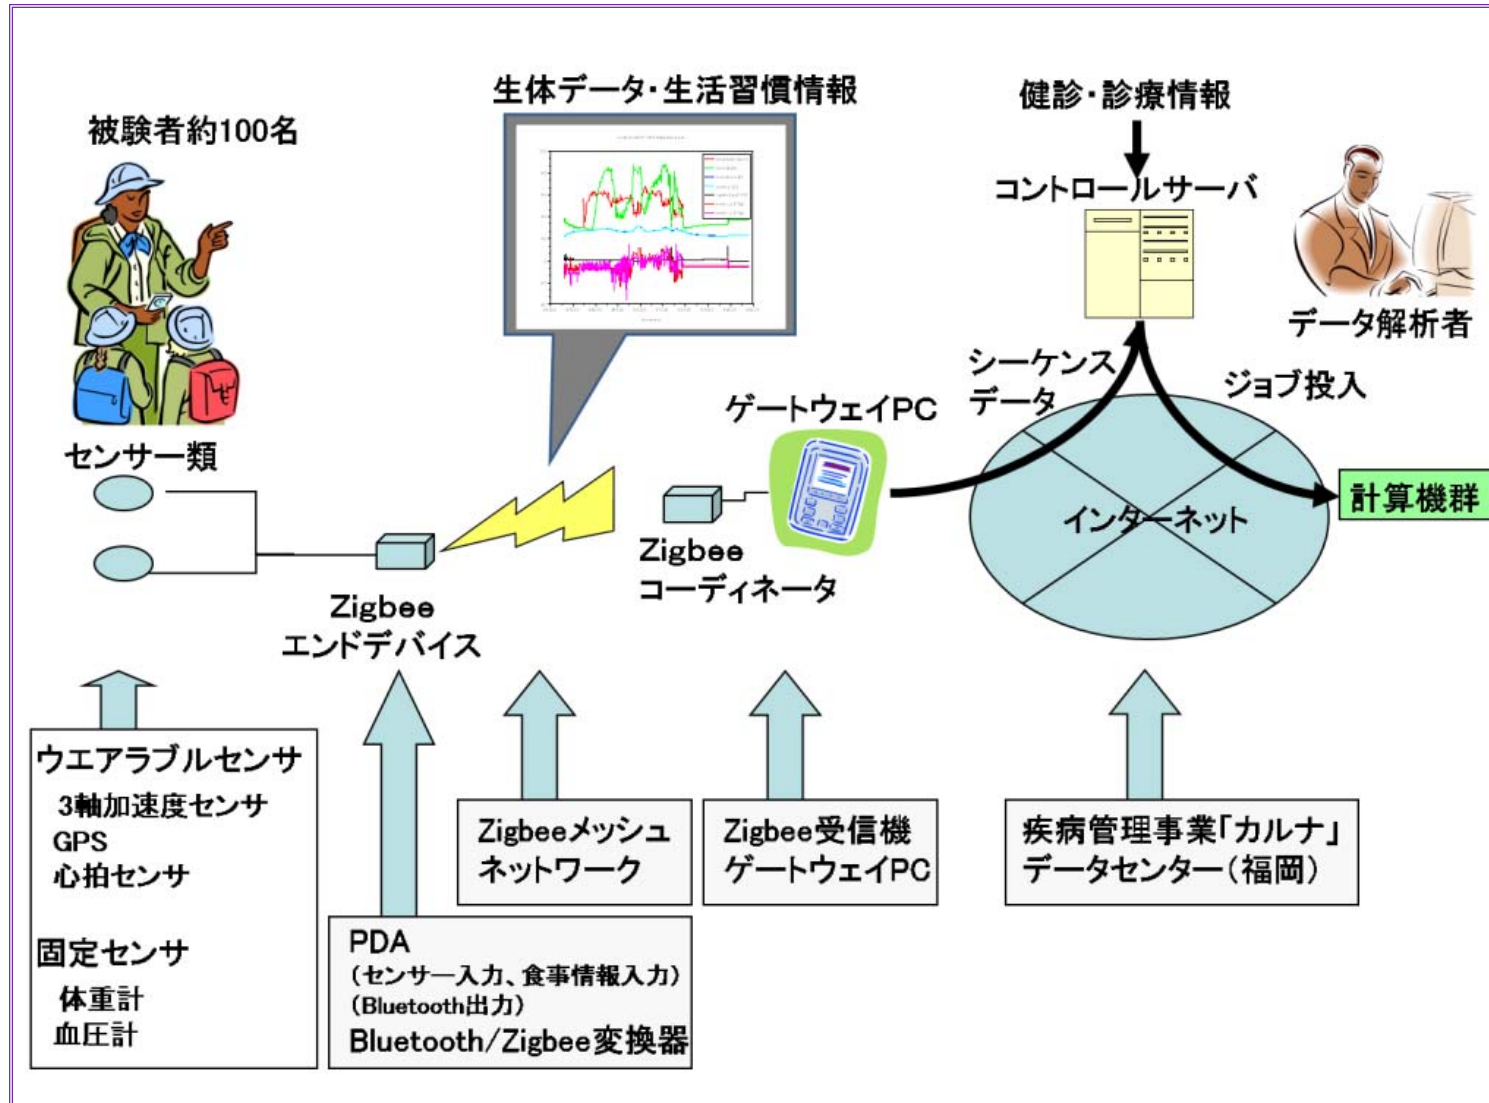 生体データ・生活習慣情報
健診・診療情報
被験者約100名
コントロールサーバ
データ解析者
シーケンス
データ
ジョブ投入
ゲートウェイPC
センサー類
計算機群
インターネット
Zigbee
コーディネータ
Zigbee
エンドデバイス
ウエアラブルセンサ
3軸加速度センサ
GPS
心拍センサ
固定センサ
体重計
血圧計
PDA
(センサー入力、食事情報入力)
(Bluetooth出力)
Bluetooth/Zigbee変換器
Zigbeeメッシュ
ネットワーク
Zigbee受信機
ゲートウェイPC
疾病管理事業「カルナ」
データセンター(福岡)